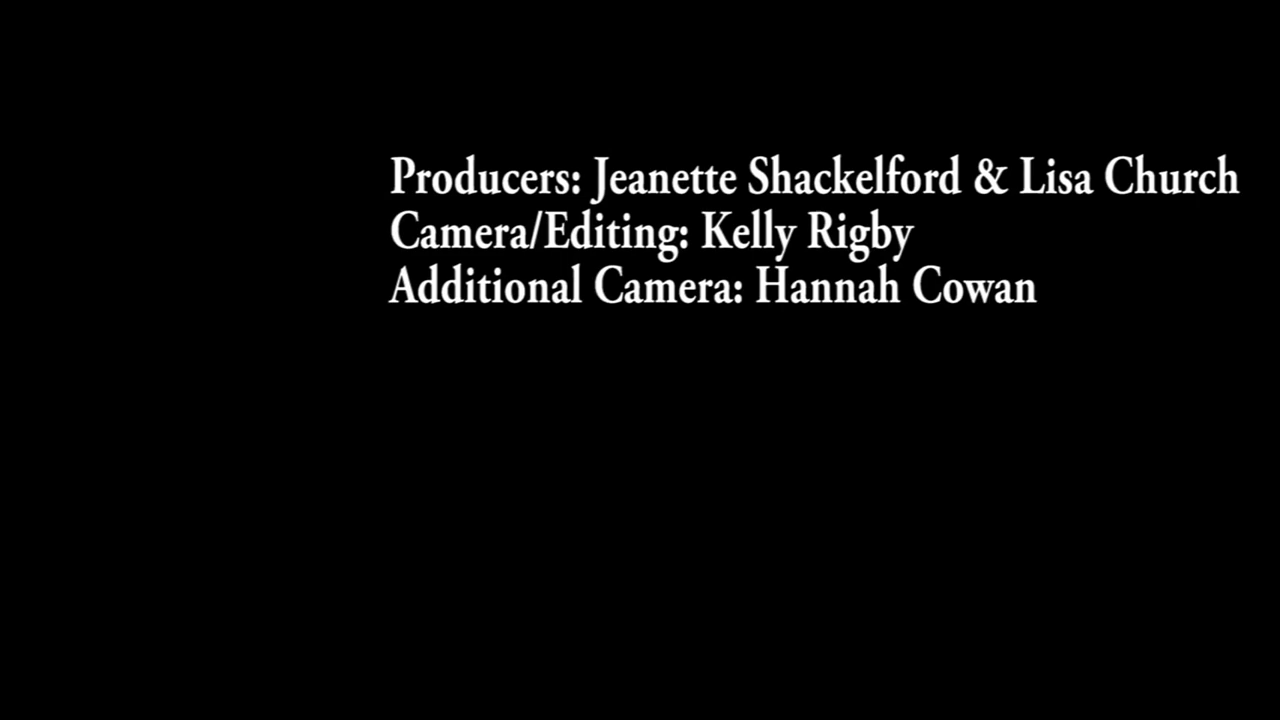 Producers: Jeanette Shackelford & Lisa Church
Camera/Editing: Kelly Rigby
Additional Camera: Hannah Cowan